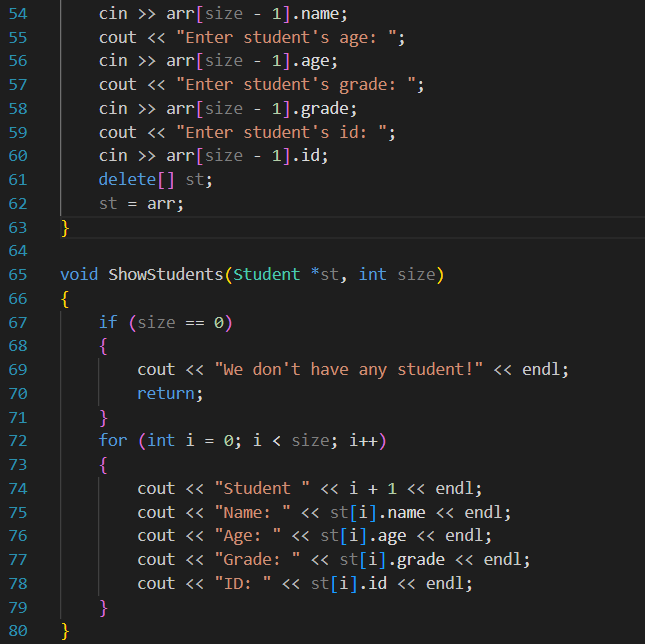 54 cin >> arr[size - 1].name;
55 cout << "Enter student's age: ";
56 cin >> arr[size - 1].age;
57 cout << "Enter student's grade: ";
58 cin >> arr[size - 1].grade;
59 cout << "Enter student's id: ";
60 cin >> arr[size - 1].id;
61 delete[] st;
62 st = arr;
63 }
64
65 void ShowStudents(Student *st, int size)
66 {
67 if (size == 0)
68 {
69 cout << "We don't have any student!" << endl;
70 return;
71 }
72 for (int i = 0; i < size; i++)
73 {
74 cout << "Student " << i + 1 << endl;
75 cout << "Name: " << st[i].name << endl;
76 cout << "Age: " << st[i].age << endl;
77 cout << "Grade: " << st[i].grade << endl;
78 cout << "ID: " << st[i].id << endl;
79 }
80 }